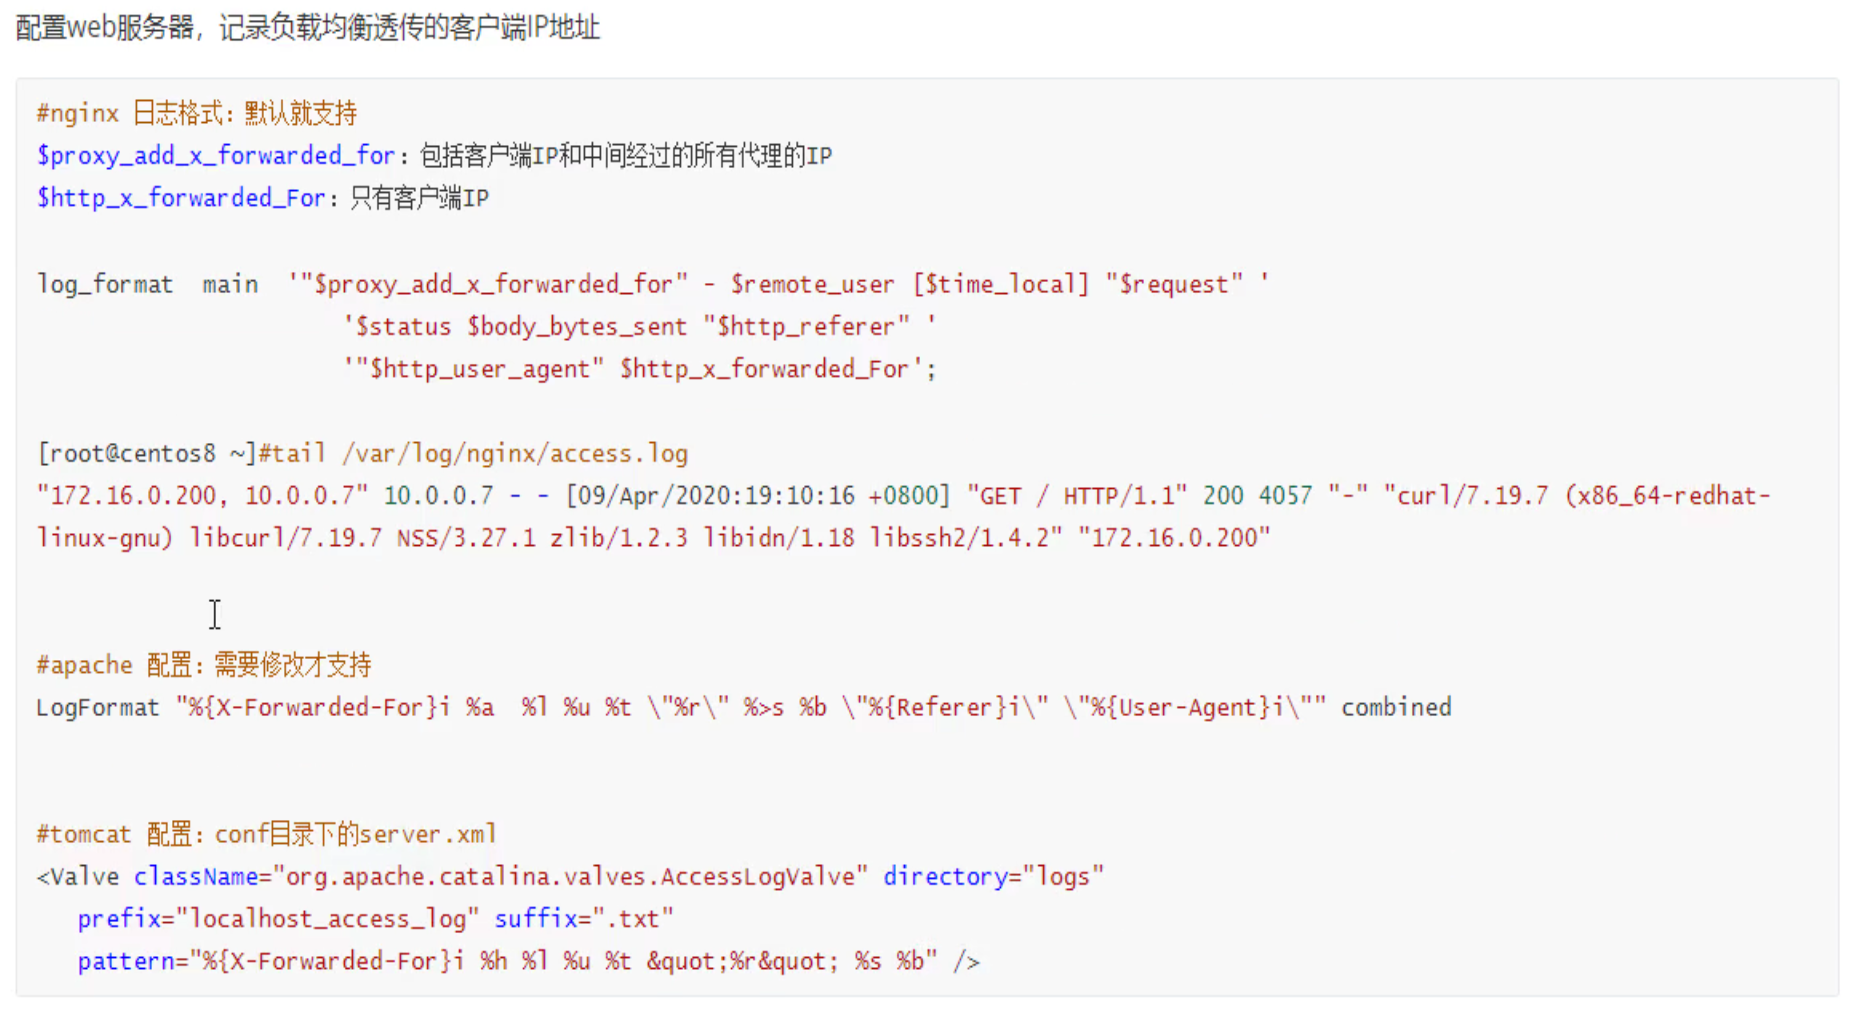 配置web服务器，记录负载均衡透传的客户端IP地址
#nginx 日志格式：默认就支持
$proxy_add_x_forwarded_for：包括客户端IP和中间经过的所有代理的IP
$http_x_forwarded_For：只有客户端IP
log_format  main  '"$proxy_add_x_forwarded_for" - $remote_user [$time_local] "$request" '
'$status $body_bytes_sent "$http_referer" '
'"$http_user_agent" $http_x_forwarded_For';
[root@centos8 ~]#tail /var/log/nginx/access.log
"172.16.0.200, 10.0.0.7" 10.0.0.7 - - [09/Apr/2020:19:10:16 +0800] "GET / HTTP/1.1" 200 4057 "-" "curl/7.19.7 (x86_64-redhat-
linux-gnu) libcurl/7.19.7 NSS/3.27.1 zlib/1.2.3 libidn/1.18 libssh2/1.4.2" "172.16.0.200"
#apache 配置：需要修改才支持
LogFormat "%{X-Forwarded-For}i %a  %l %u %t \"%r\" %>s %b \"%{Referer}i\" \"%{User-Agent}i\"" combined
#tomcat 配置：conf目录下的server.xml
<Valve className="org.apache.catalina.valves.AccessLogValve" directory="logs"
prefix="localhost_access_log" suffix=".txt"
pattern="%{X-Forwarded-For}i %h %l %u %t &quot;%r&quot; %s %b" />